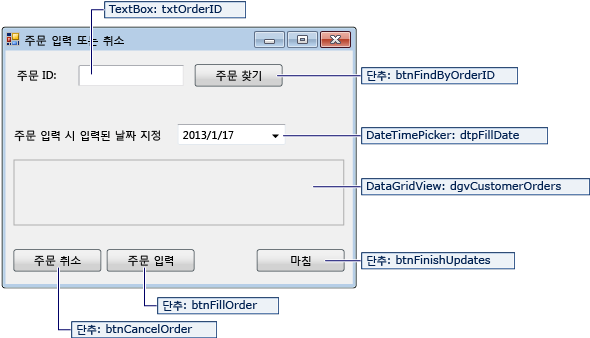 TextBox: txtOrderID
주문 입력 또는 취소
주문 ID:
주문 찾기
단추: btnFindByOrderID
주문 입력 시 입력된 날짜 지정
2013/1/17
DateTimePicker: dtpFillDate
DataGridView: dgvCustomerOrders
주문 취소
주문 입력
마침
단추: btnFinishUpdates
단추: btnFillOrder
단추: btnCancelOrder